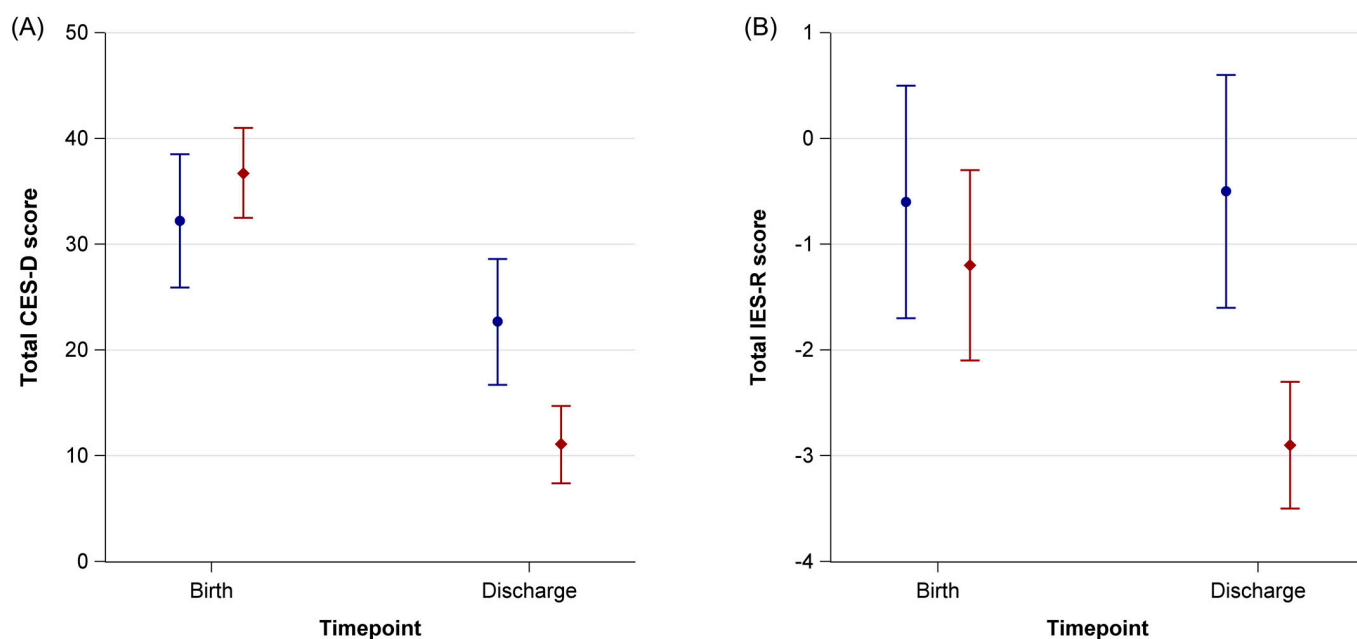 (A)
50
40
30
20
10
0
Total CES-D score
Birth
Discharge
Timepoint
(B)
1
0
-1
-2
-3
-4
Total IES-R score
Birth
Discharge
Timepoint